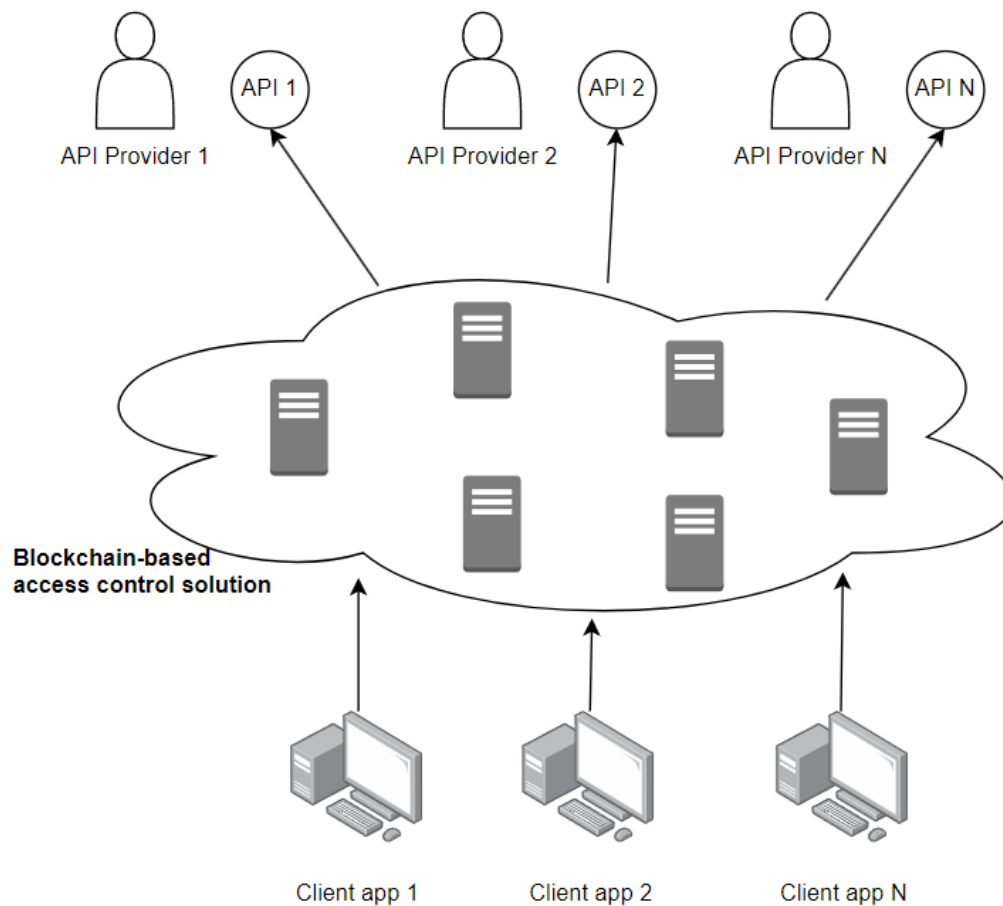 API 1
API 2
API N
API Provider 1
API Provider 2
API Provider N
Blockchain-based
access control solution
Client app 1
Client app 2
Client app N